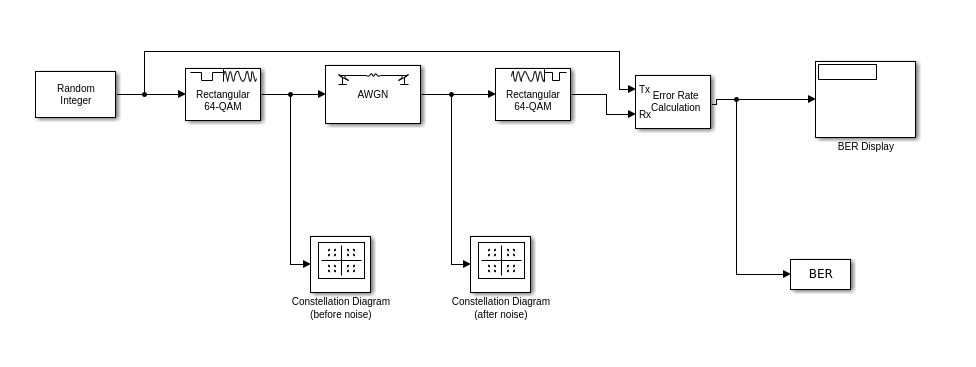 Random
Integer
Rectangular
64-QAM
AWGN
Rectangular
64-QAM
Tx
Rx
Error Rate
Calculation
BER Display
Constellation Diagram
(before noise)
Constellation Diagram
(after noise)
BER